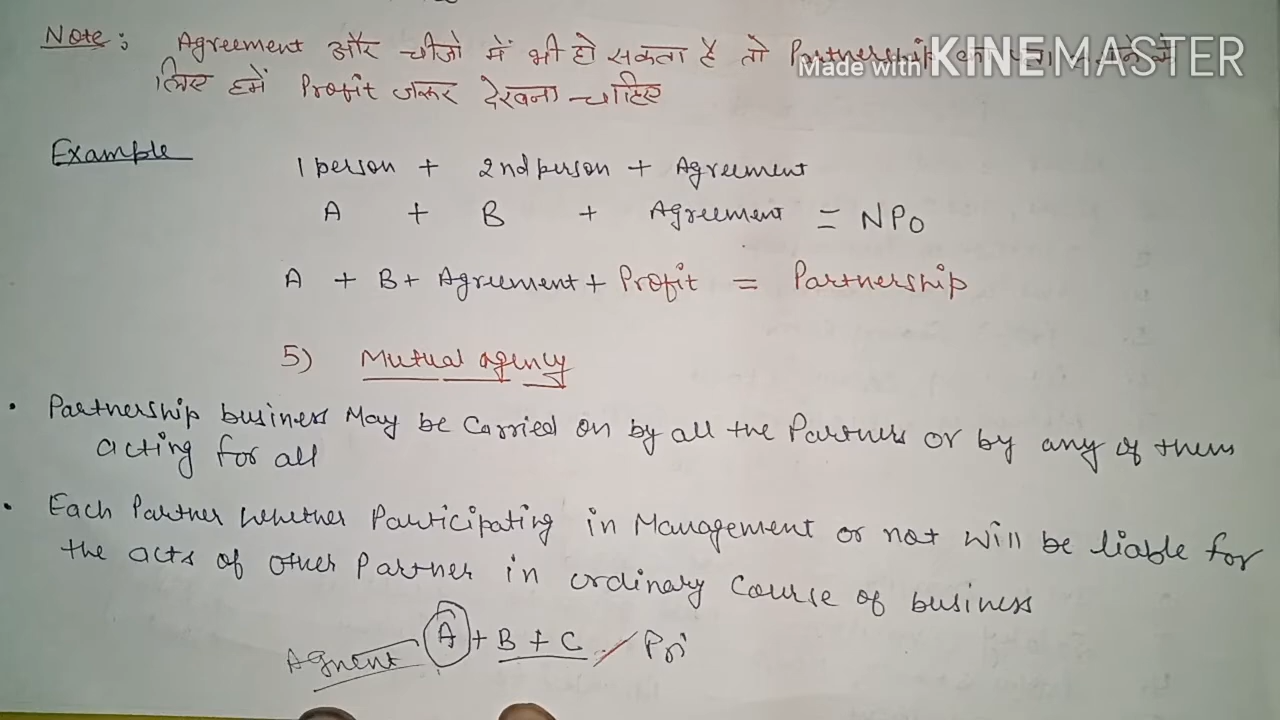 Note: Agreement और चीजो में भी हो सकता है तो Partnership
Made with KINEMASTER
लिए हमें Profit जरूर देखना चाहिए
Example
1 person + 2nd person + Agreement
A + B + Agreement = NPO
A + B + Agreement + Profit = Partnership
5) Mutual agency
• Partnership business May be Carried on by all the Partners or by any of them
acting for all
• Each Partner whether Participating in Management or not will be liable for
the acts of other Partner in ordinary Course of business
Agnent A + B + C / Pri